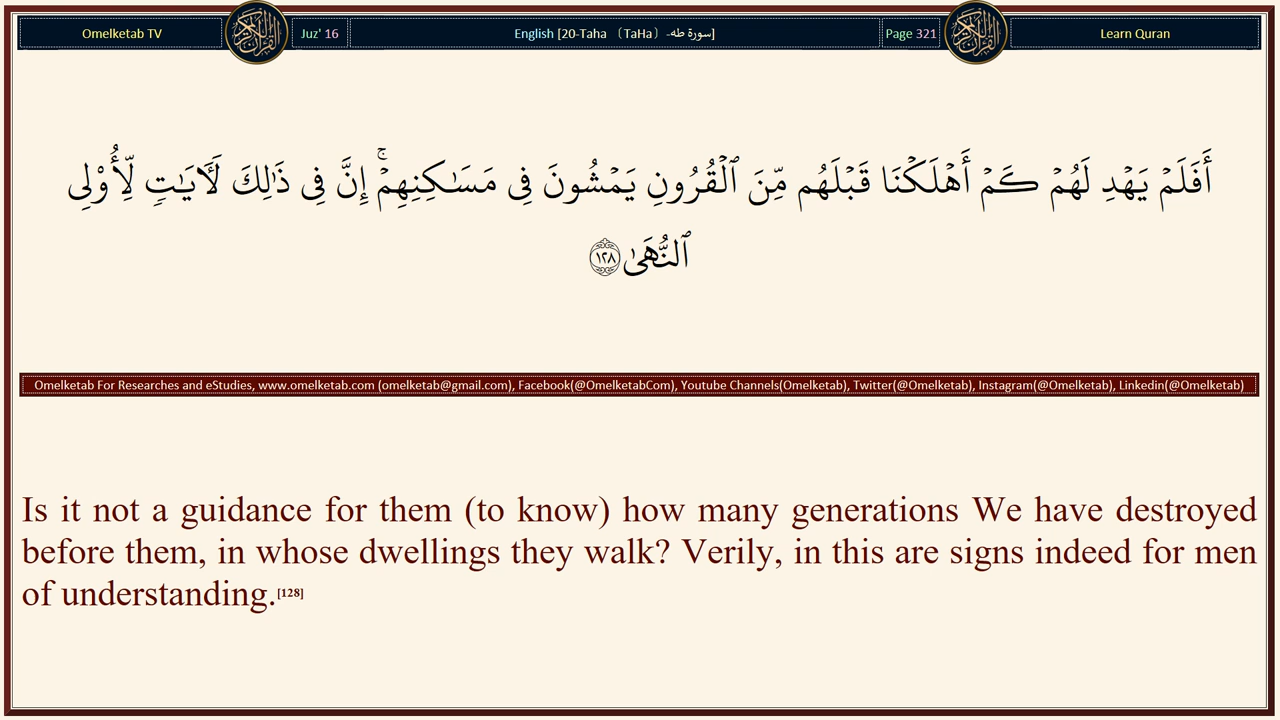 Omelketab TV
Juz' 16
English [20-Taha (TaHa) -سورة طه]
Page 321
Learn Quran
أَفَلَمۡ يَهۡدِ لَهُمۡ كَمۡ أَهۡلَكۡنَا قَبۡلَهُم مِّنَ ٱلۡقُرُونِ يَمۡشُونَ فِى مَسَـٰكِنِهِمۡۚ إِنَّ فِى ذَٰلِكَ لَأَيَـٰتٍ لِّأُوْلِى
ٱلنُّهَىٰ ١٢٨
Omelketab For Researches and eStudies, www.omelketab.com (omelketab@gmail.com), Facebook(@OmelketabCom), Youtube Channels(Omelketab), Twitter(@Omelketab), Instagram(@Omelketab), Linkedin(@Omelketab)
Is it not a guidance for them (to know) how many generations We have destroyed
before them, in whose dwellings they walk? Verily, in this are signs indeed for men
of understanding.[128]